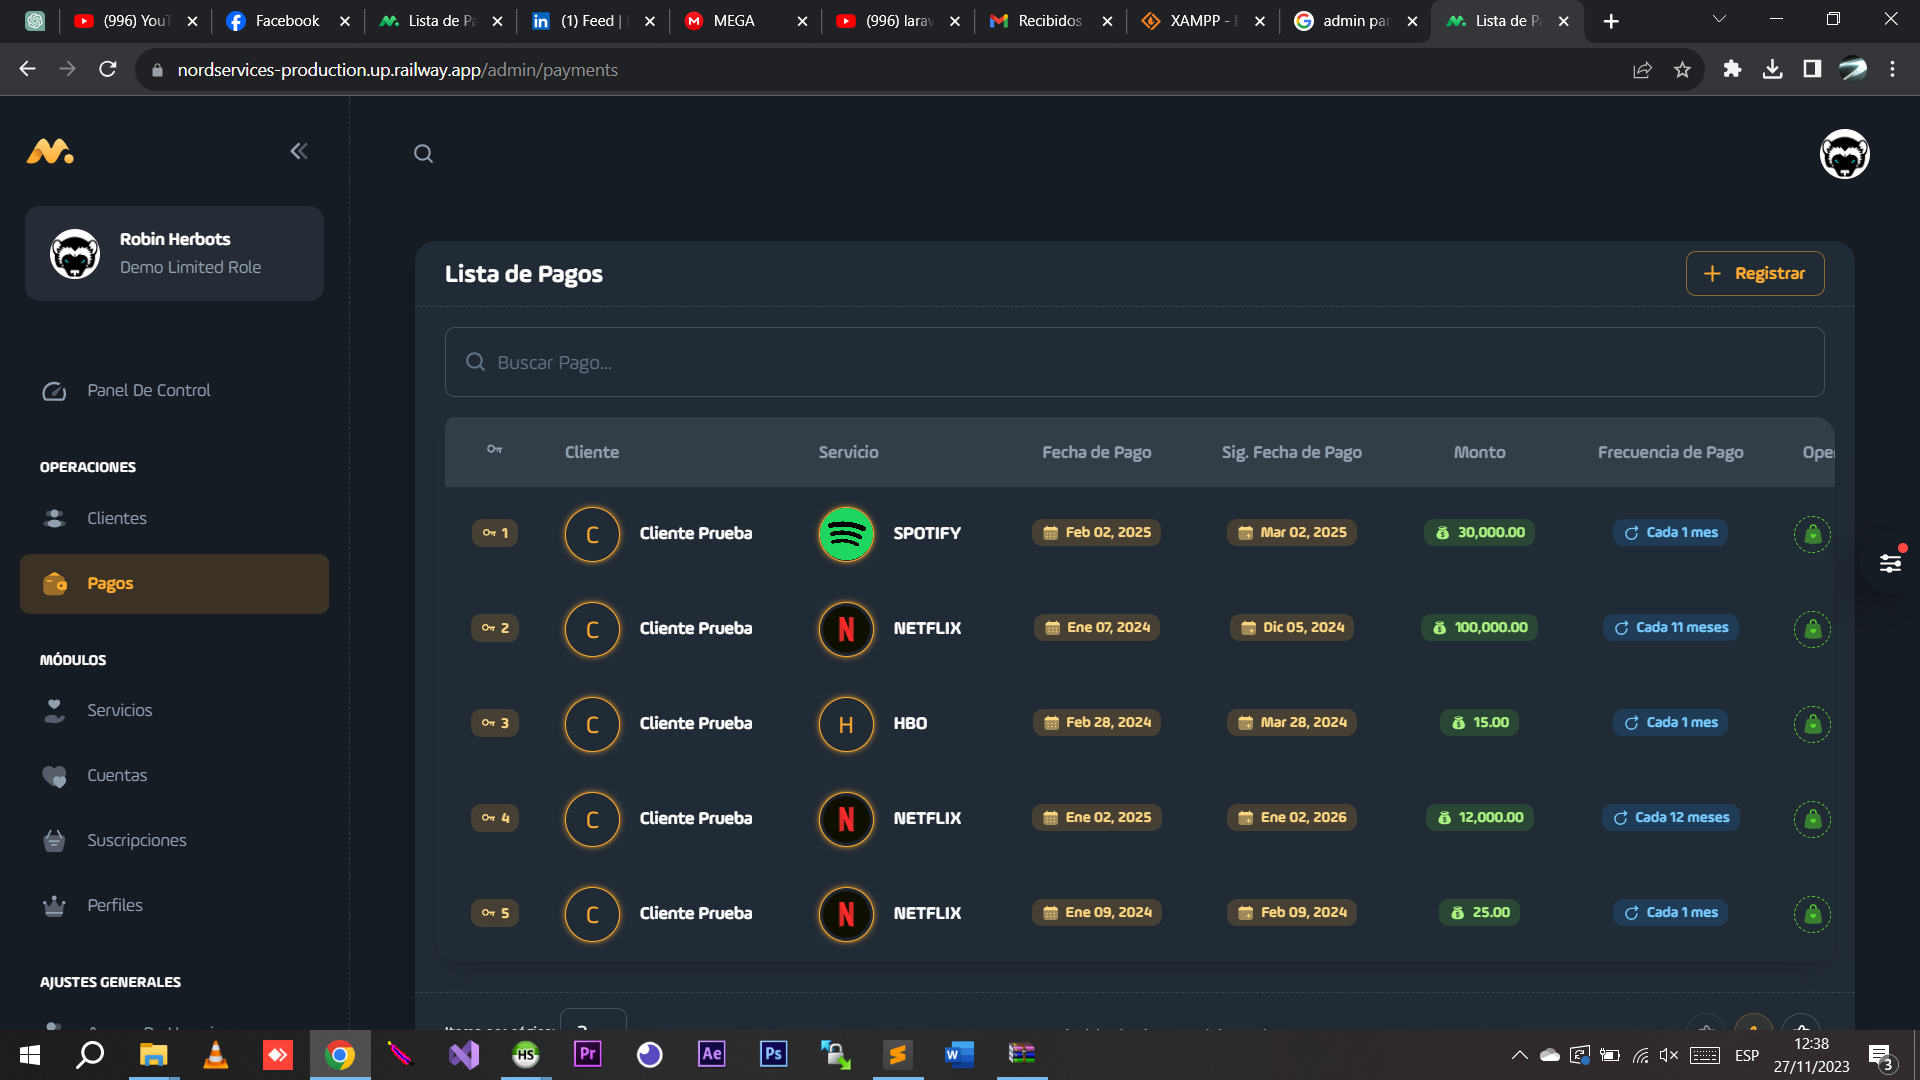 (996) YouT
Facebook
Lista de Pa
(1) Feed |
MEGA
(996) larav
Recibidos
XAMPP - E
admin pan
Lista de Pa
nordservices-production.up.railway.app/admin/payments
Robin Herbots
Demo Limited Role
Panel De Control
OPERACIONES
Clientes
Pagos
MÓDULOS
Servicios
Cuentas
Suscripciones
Perfiles
AJUSTES GENERALES
Lista de Pagos
Registrar
Buscar Pago...
Cliente Servicio Fecha de Pago Sig. Fecha de Pago Monto Frecuencia de Pago Ope
1 C Cliente Prueba SPOTIFY Feb 02, 2025 Mar 02, 2025 30,000.00 Cada 1 mes
2 C Cliente Prueba N NETFLIX Ene 07, 2024 Dic 05, 2024 100,000.00 Cada 11 meses
3 C Cliente Prueba H HBO Feb 28, 2024 Mar 28, 2024 15.00 Cada 1 mes
4 C Cliente Prueba N NETFLIX Ene 02, 2025 Ene 02, 2026 12,000.00 Cada 12 meses
5 C Cliente Prueba N NETFLIX Ene 09, 2024 Feb 09, 2024 25.00 Cada 1 mes
HS
Pr
Ae
Ps
W
ESP
12:38
27/11/2023
3